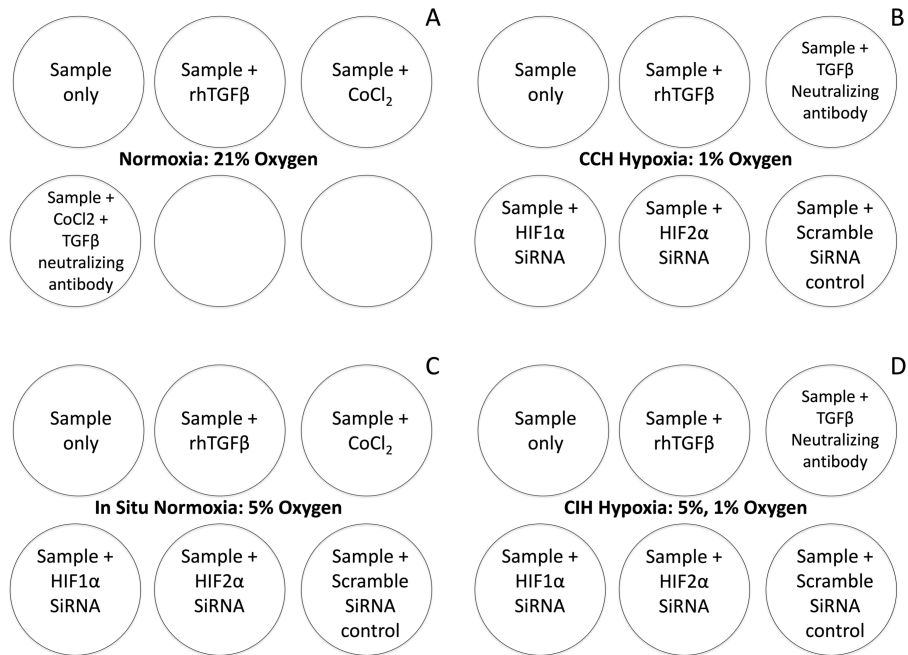 A
Sample
only
Sample +
rhTGFβ
Sample +
CoCl₂
Normoxia: 21% Oxygen
Sample +
CoCl2 +
TGFβ
neutralizing
antibody
B
Sample
only
Sample +
rhTGFβ
Sample +
TGFβ
Neutralizing
antibody
CCH Hypoxia: 1% Oxygen
Sample +
HIF1α
SiRNA
Sample +
HIF2α
SiRNA
Sample +
Scramble
SiRNA
control
C
Sample
only
Sample +
rhTGFβ
Sample +
CoCl₂
In Situ Normoxia: 5% Oxygen
Sample +
HIF1α
SiRNA
Sample +
HIF2α
SiRNA
Sample +
Scramble
SiRNA
control
D
Sample
only
Sample +
rhTGFβ
Sample +
TGFβ
Neutralizing
antibody
CIH Hypoxia: 5%, 1% Oxygen
Sample +
HIF1α
SiRNA
Sample +
HIF2α
SiRNA
Sample +
Scramble
SiRNA
control